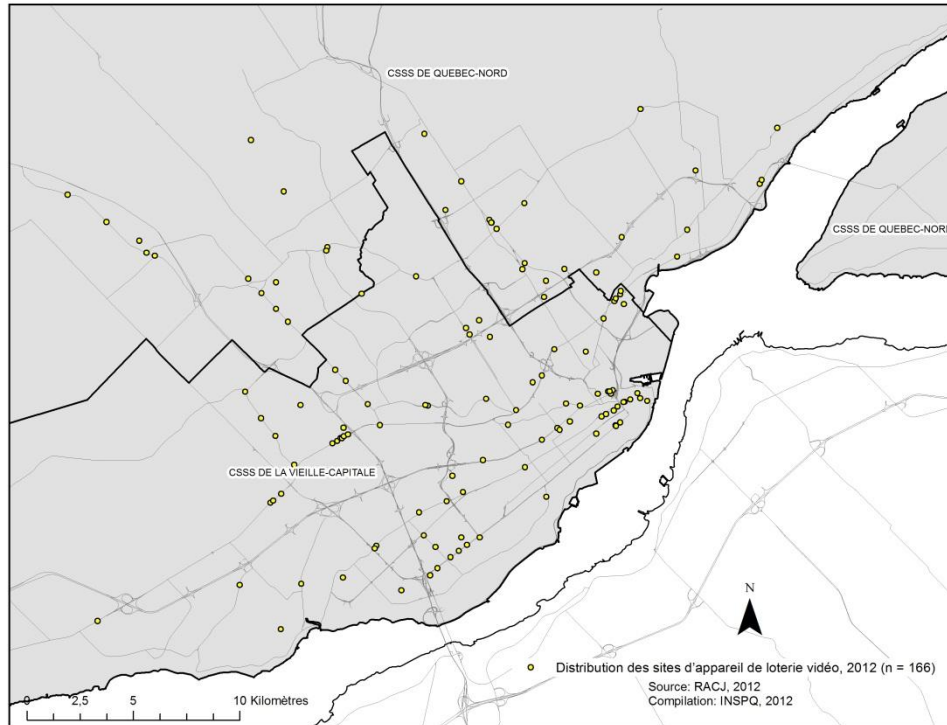 CSSS DE QUEBEC-NORD
CSSS DE QUEBEC-NORD
CSSS DE LA VIEILLE-CAPITALE
N
Distribution des sites d'appareil de loterie vidéo, 2012 (n = 166)
Source: RACJ, 2012
Compilation: INSPQ, 2012
0 2,5 5 10 Kilomètres